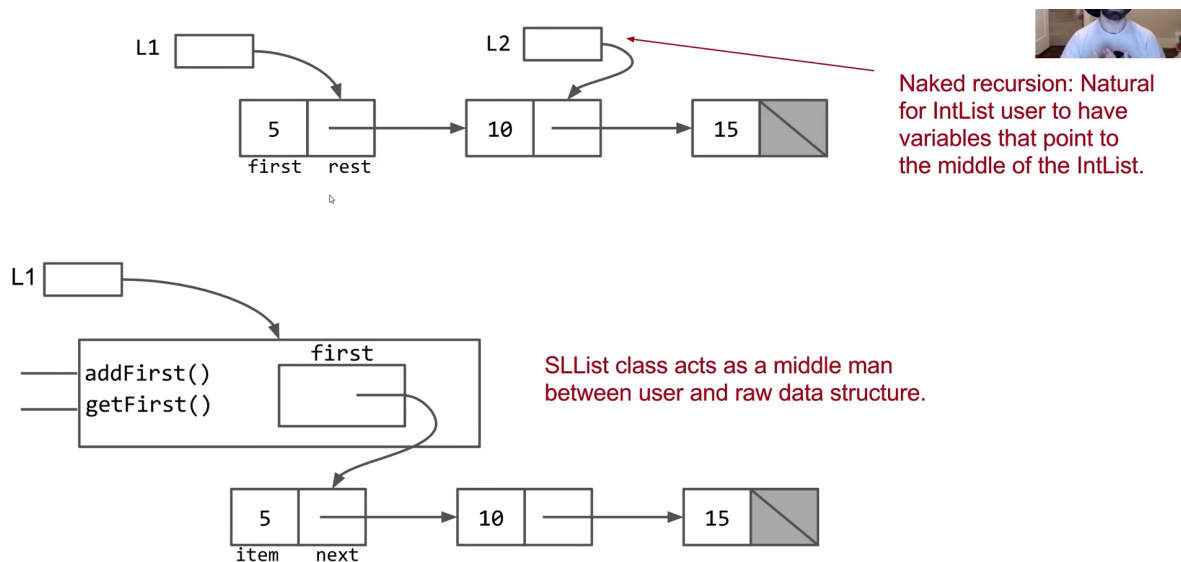 L1
L2
Naked recursion: Natural
for IntList user to have
variables that point to
the middle of the IntList.
5
10
15
first rest
L1
first
addFirst()
getFirst()
SLList class acts as a middle man
between user and raw data structure.
5
10
15
item next